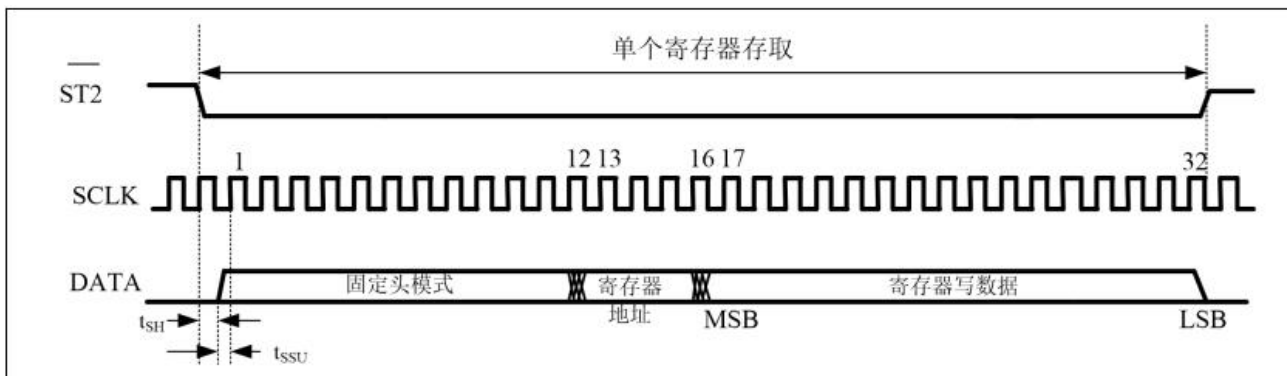 单个寄存器存取
ST2
1 12 13 16 17 32
SCLK
DATA 固定头模式 寄存器 寄存器写数据
地址 MSB LSB
tSH
tSSU